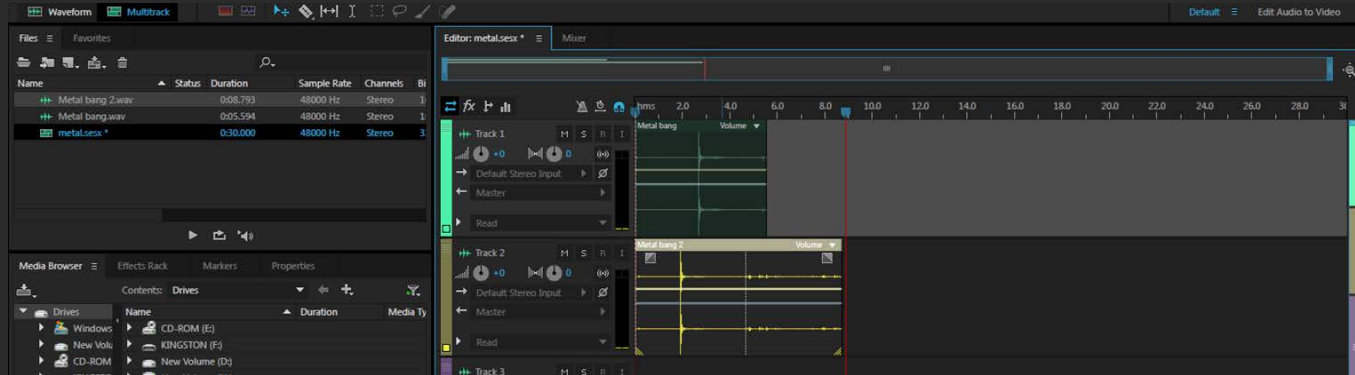 Waveform Multitrack Default Edit Audio to Video
Files Favorites
Name Status Duration Sample Rate Channels Bi
Metal bang 2.wav 0:08.793 48000 Hz Stereo 1
Metal bang.wav 0:05.594 48000 Hz Stereo 1
metal.sesx * 0:30.000 48000 Hz Stereo 3
Media Browser Effects Rack Markers Properties
Contents: Drives
Drives Name Duration Media Ty
Windows CD-ROM (E:)
New Volu KINGSTON (F:)
CD-ROM New Volume (D:)
Editor: metal.sesx * Mixer
fx hms 2.0 4.0 6.0 8.0 10.0 12.0 14.0 16.0 18.0 20.0 22.0 24.0 26.0 28.0 30
Track 1 M S R I
+0 0
Default Stereo Input
Master
Read
Metal bang Volume
Track 2 M S R I
+0 0
Default Stereo Input
Master
Read
Metal bang 2 Volume
Track 3 M S R I